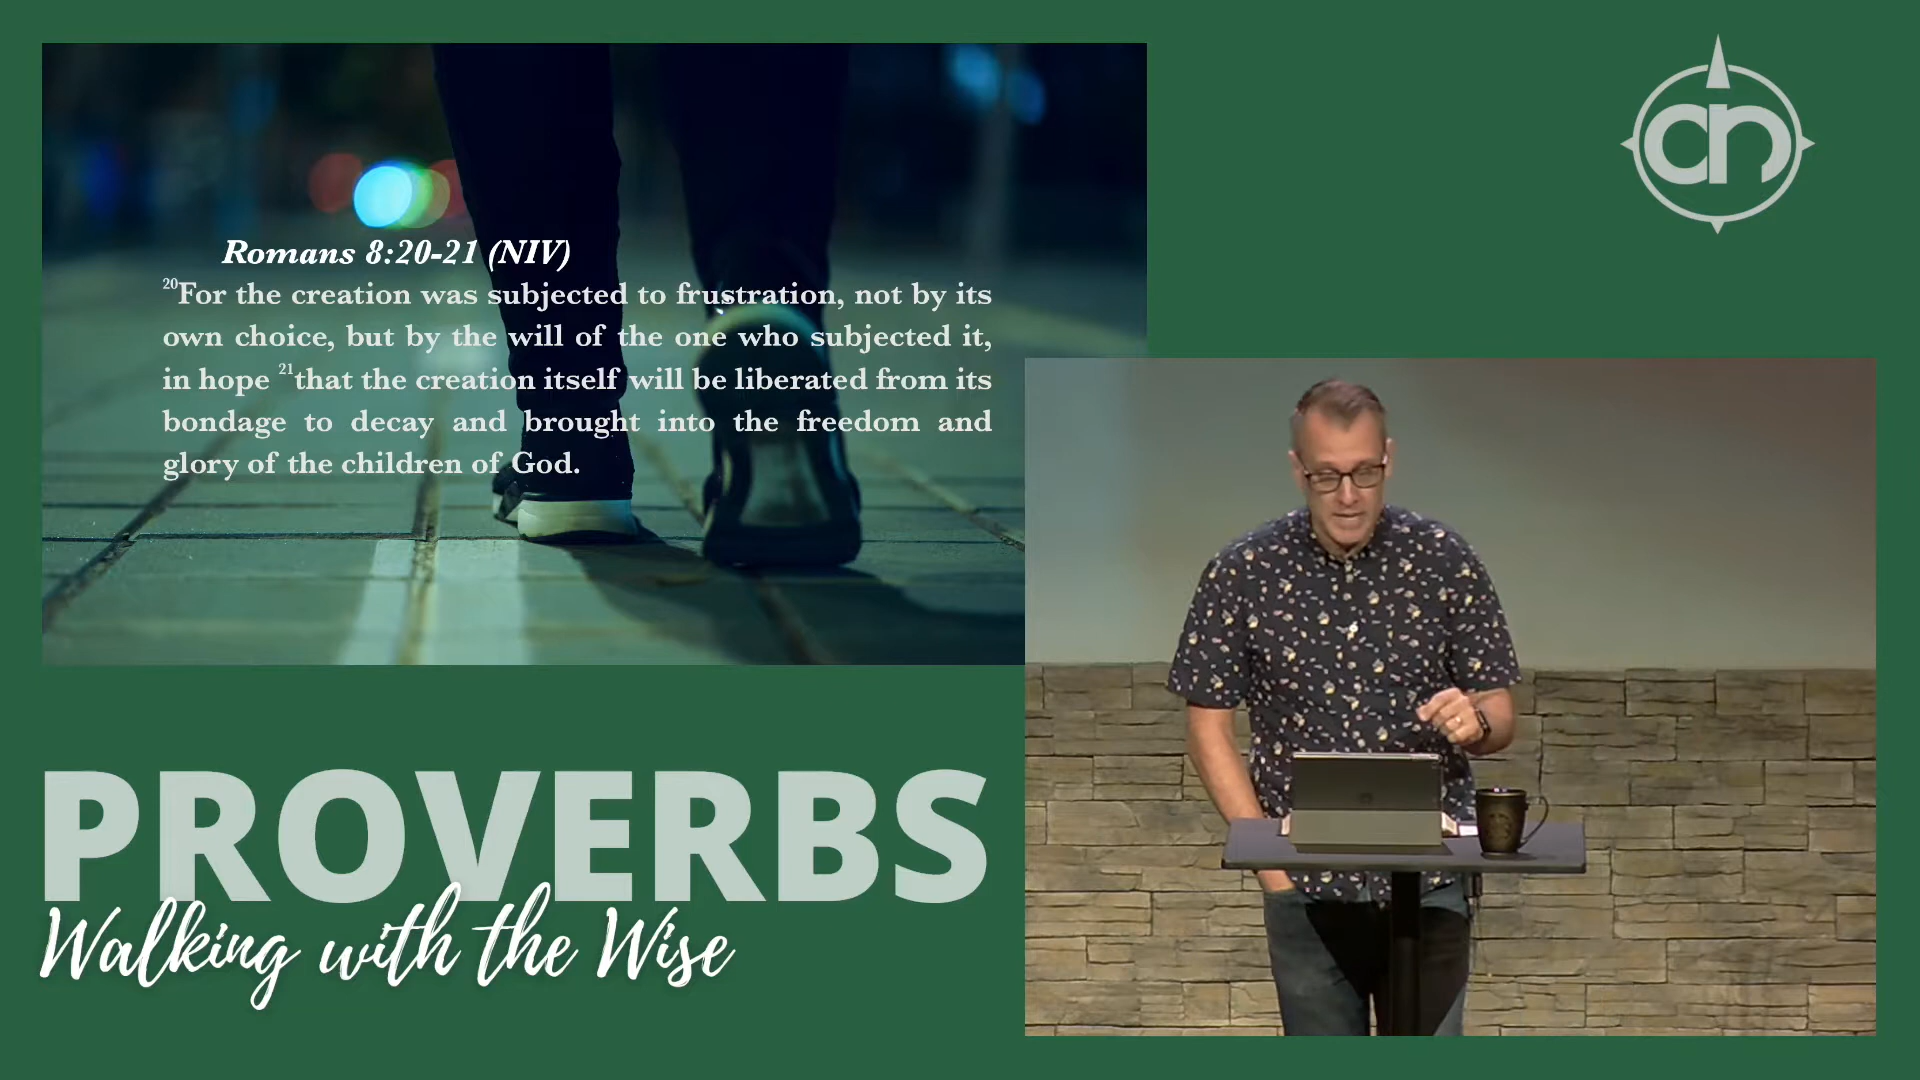 Romans 8:20-21 (NIV)
20For the creation was subjected to frustration, not by its
own choice, but by the will of the one who subjected it,
in hope 21that the creation itself will be liberated from its
bondage to decay and brought into the freedom and
glory of the children of God.
cn
PROVERBS
Walking with the Wise